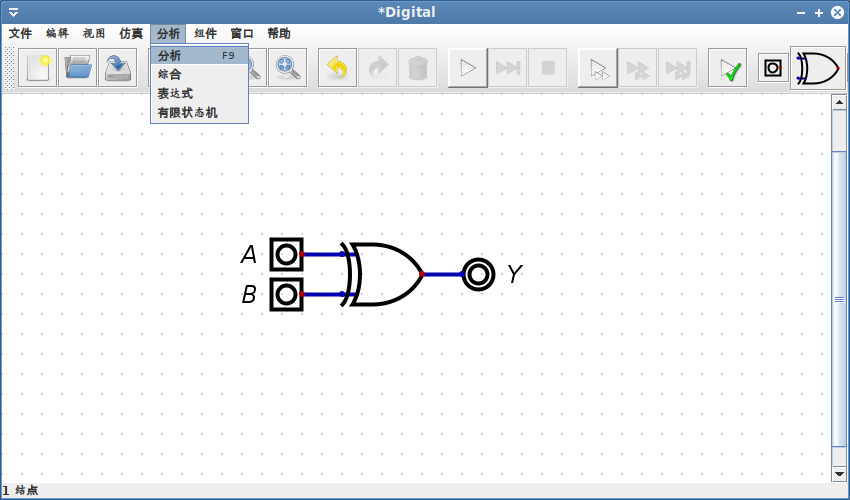 *Digital
文件 编辑 视图 仿真 分析 组件 窗口 帮助
分析 F9
综合
表达式
有限状态机
A
B
Y
1 结点